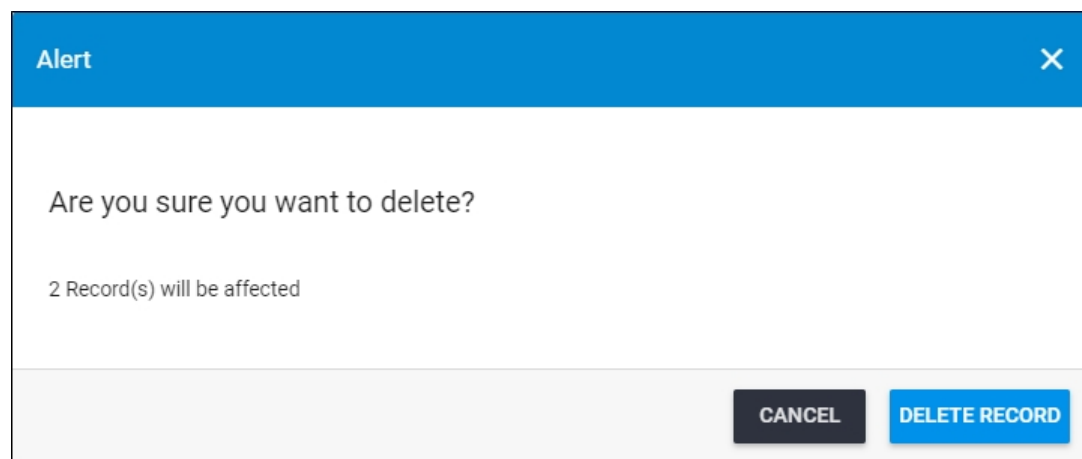 Alert
Are you sure you want to delete?
2 Record(s) will be affected
CANCEL DELETE RECORD